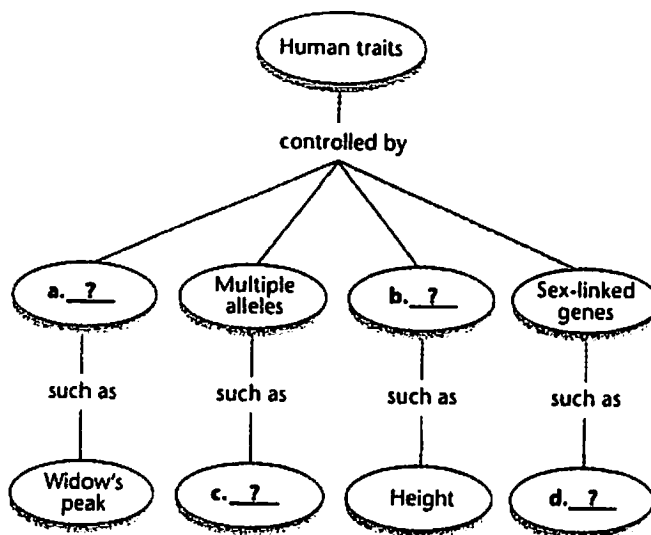 Human traits
controlled by
a. ?
Multiple
alleles
b. ?
Sex-linked
genes
such as
such as
such as
such as
Widow's
peak
c. ?
Height
d. ?